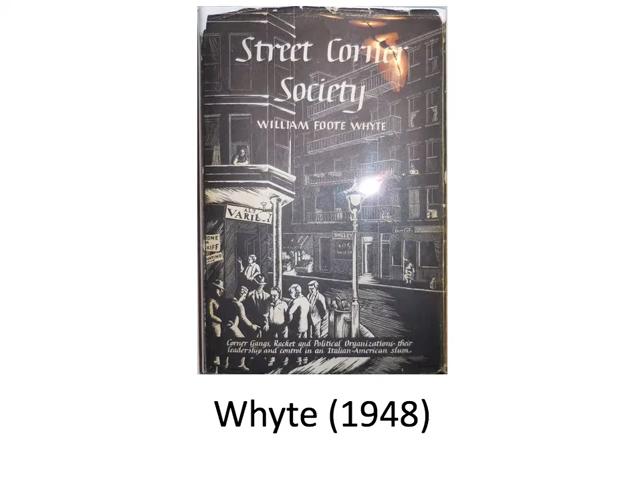 Street Corner
Society
WILLIAM FOOTE WHYTE
VARIE
Corner Gangs, Racket and Political Organizations - their
leadership and control in an Italian-American slum.
Whyte (1948)